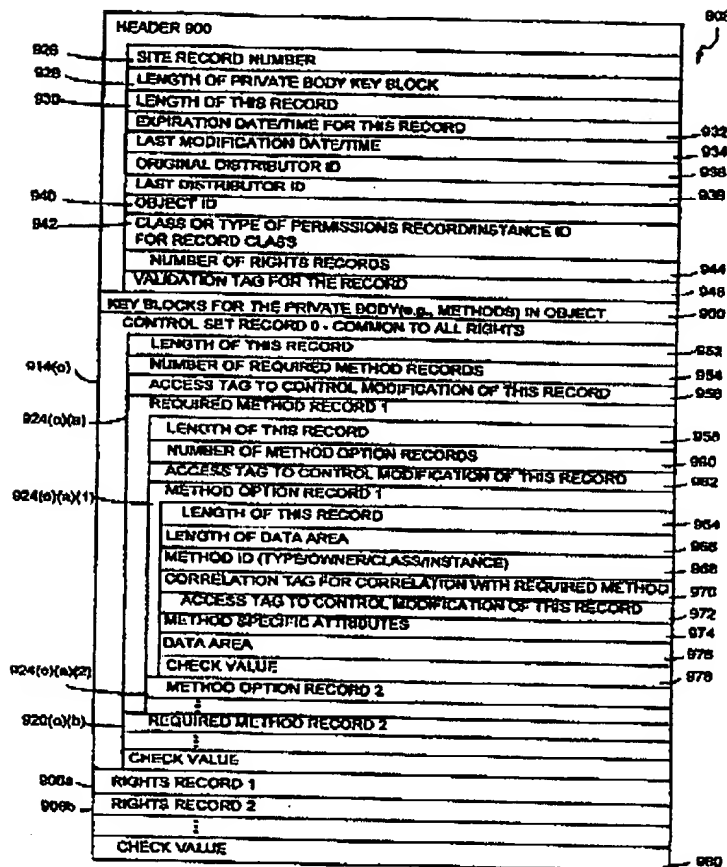 HEADER 900
908
926
SITE RECORD NUMBER
928
LENGTH OF PRIVATE BODY KEY BLOCK
930
LENGTH OF THIS RECORD
EXPIRATION DATE/TIME FOR THIS RECORD
932
LAST MODIFICATION DATE/TIME
934
ORIGINAL DISTRIBUTOR ID
936
LAST DISTRIBUTOR ID
938
940
OBJECT ID
942
CLASS OR TYPE OF PERMISSIONS RECORD/INSTANCE ID
FOR RECORD CLASS
NUMBER OF RIGHTS RECORDS
944
VALIDATION TAG FOR THE RECORD
946
KEY BLOCKS FOR THE PRIVATE BODY(e.g., METHODS) IN OBJECT
950
CONTROL SET RECORD 0 - COMMON TO ALL RIGHTS
LENGTH OF THIS RECORD
952
914(o)
NUMBER OF REQUIRED METHOD RECORDS
954
ACCESS TAG TO CONTROL MODIFICATION OF THIS RECORD
956
924(o)(a)
REQUIRED METHOD RECORD 1
LENGTH OF THIS RECORD
958
NUMBER OF METHOD OPTION RECORDS
960
ACCESS TAG TO CONTROL MODIFICATION OF THIS RECORD
962
924(o)(a)(1)
METHOD OPTION RECORD 1
LENGTH OF THIS RECORD
964
LENGTH OF DATA AREA
966
METHOD ID (TYPE/OWNER/CLASS/INSTANCE)
968
CORRELATION TAG FOR CORRELATION WITH REQUIRED METHOD
970
ACCESS TAG TO CONTROL MODIFICATION OF THIS RECORD
972
METHOD SPECIFIC ATTRIBUTES
974
DATA AREA
976
CHECK VALUE
978
924(o)(a)(2)
METHOD OPTION RECORD 2
920(o)(b)
REQUIRED METHOD RECORD 2
CHECK VALUE
906a
RIGHTS RECORD 1
906b
RIGHTS RECORD 2
CHECK VALUE
980